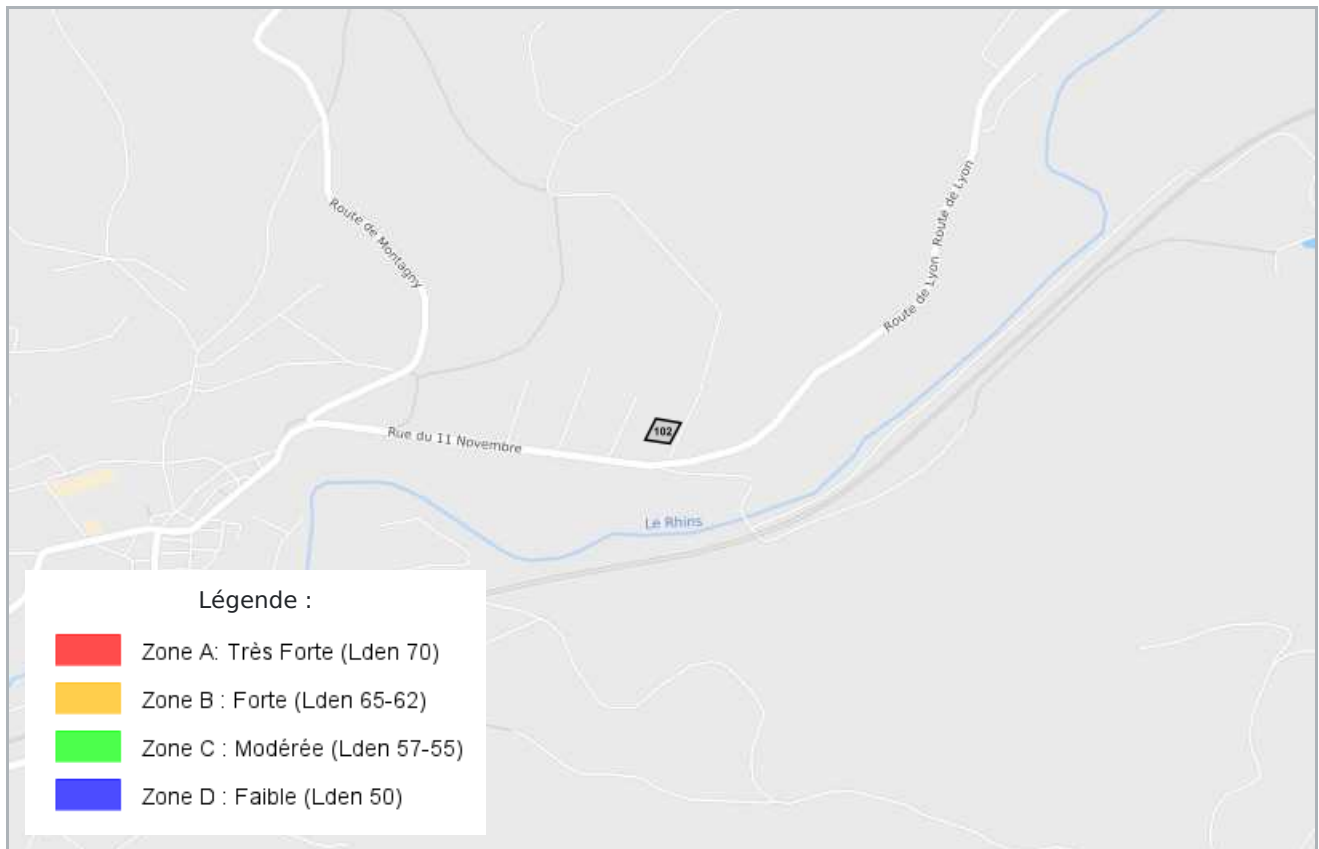 Route de Montagny
Route de Lyon
Route de Lyon
102
Rue du 11 Novembre
Le Rhins
Légende :
Zone A: Très Forte (Lden 70)
Zone B : Forte (Lden 65-62)
Zone C : Modérée (Lden 57-55)
Zone D : Faible (Lden 50)